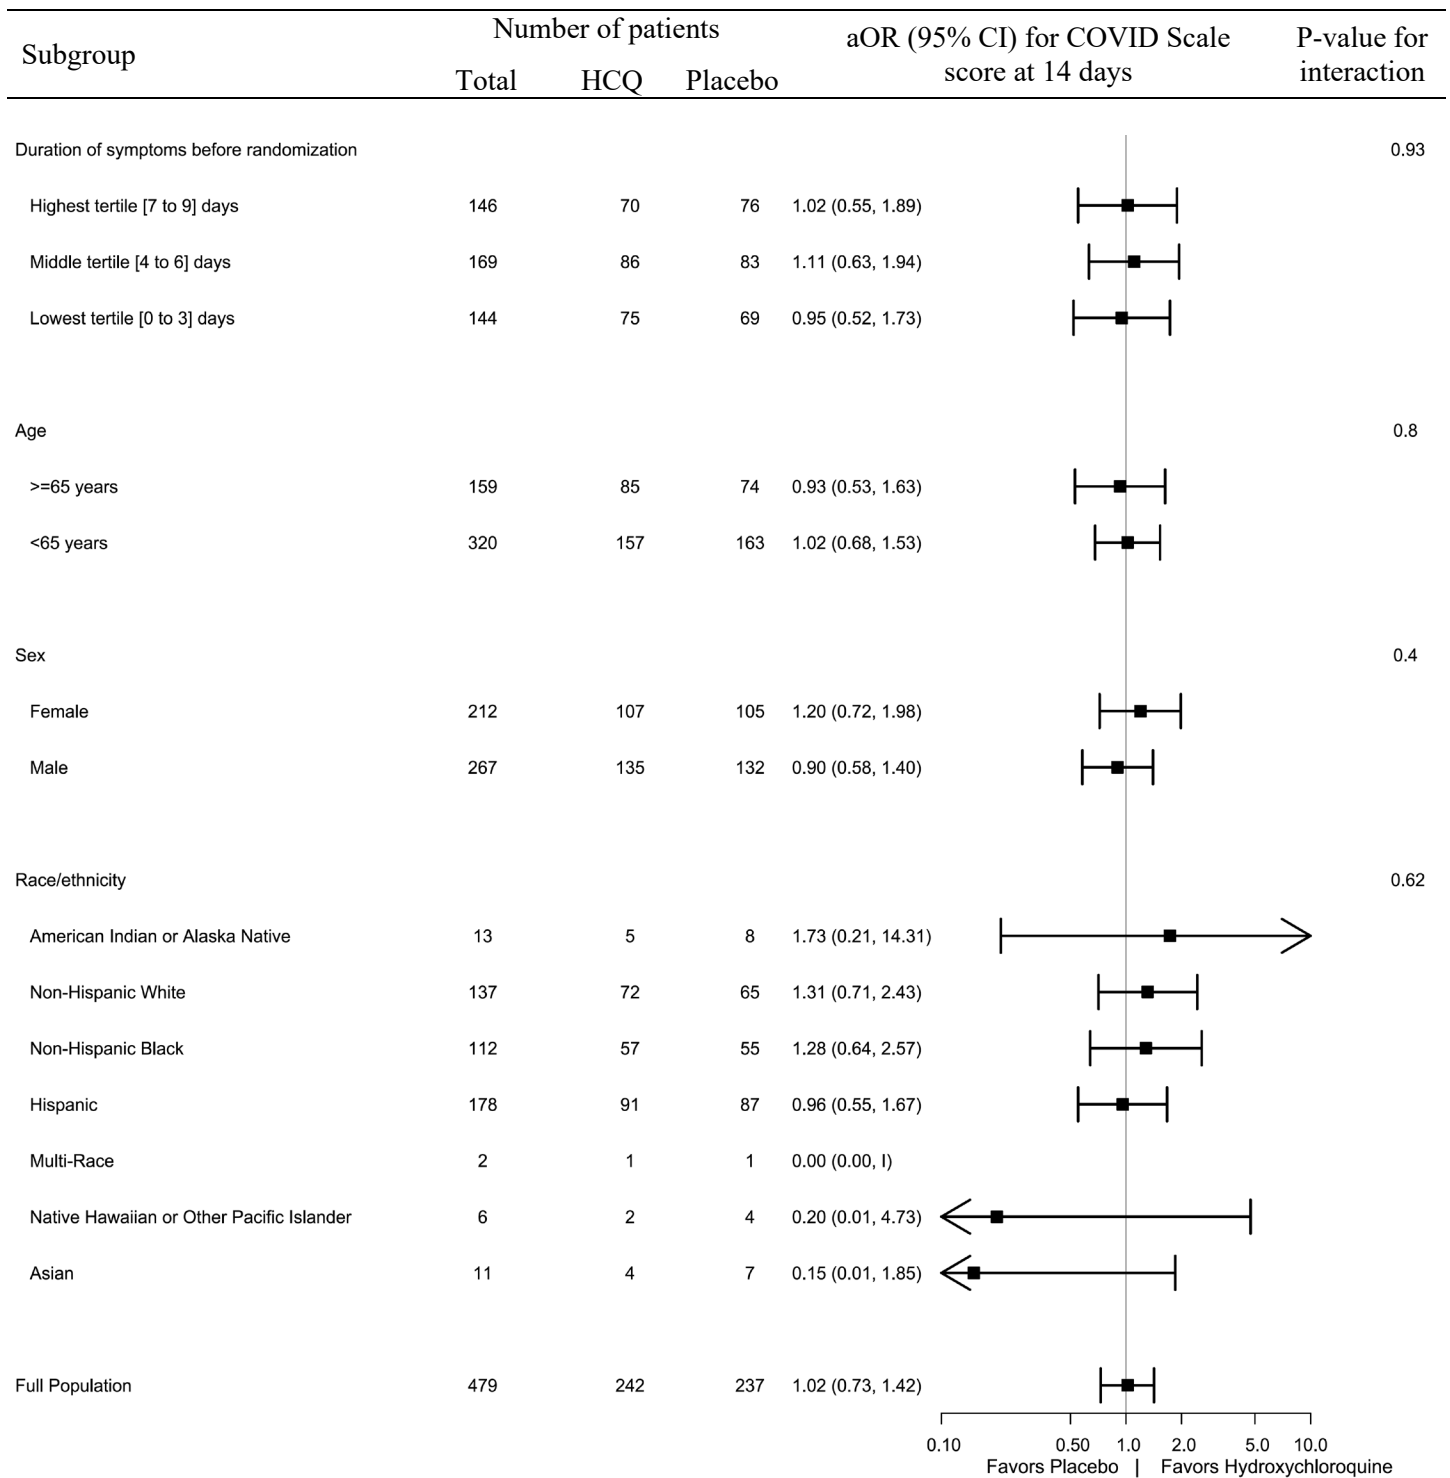 Subgroup Number of patients aOR (95% CI) for COVID Scale score at 14 days P-value for interaction
Total HCQ Placebo
Duration of symptoms before randomization 0.93
Highest tertile [7 to 9] days 146 70 76 1.02 (0.55, 1.89)
Middle tertile [4 to 6] days 169 86 83 1.11 (0.63, 1.94)
Lowest tertile [0 to 3] days 144 75 69 0.95 (0.52, 1.73)
Age 0.8
>=65 years 159 85 74 0.93 (0.53, 1.63)
<65 years 320 157 163 1.02 (0.68, 1.53)
Sex 0.4
Female 212 107 105 1.20 (0.72, 1.98)
Male 267 135 132 0.90 (0.58, 1.40)
Race/ethnicity 0.62
American Indian or Alaska Native 13 5 8 1.73 (0.21, 14.31)
Non-Hispanic White 137 72 65 1.31 (0.71, 2.43)
Non-Hispanic Black 112 57 55 1.28 (0.64, 2.57)
Hispanic 178 91 87 0.96 (0.55, 1.67)
Multi-Race 2 1 1 0.00 (0.00, I)
Native Hawaiian or Other Pacific Islander 6 2 4 0.20 (0.01, 4.73)
Asian 11 4 7 0.15 (0.01, 1.85)
Full Population 479 242 237 1.02 (0.73, 1.42)
0.10 0.50 1.0 2.0 5.0 10.0
Favors Placebo | Favors Hydroxychloroquine